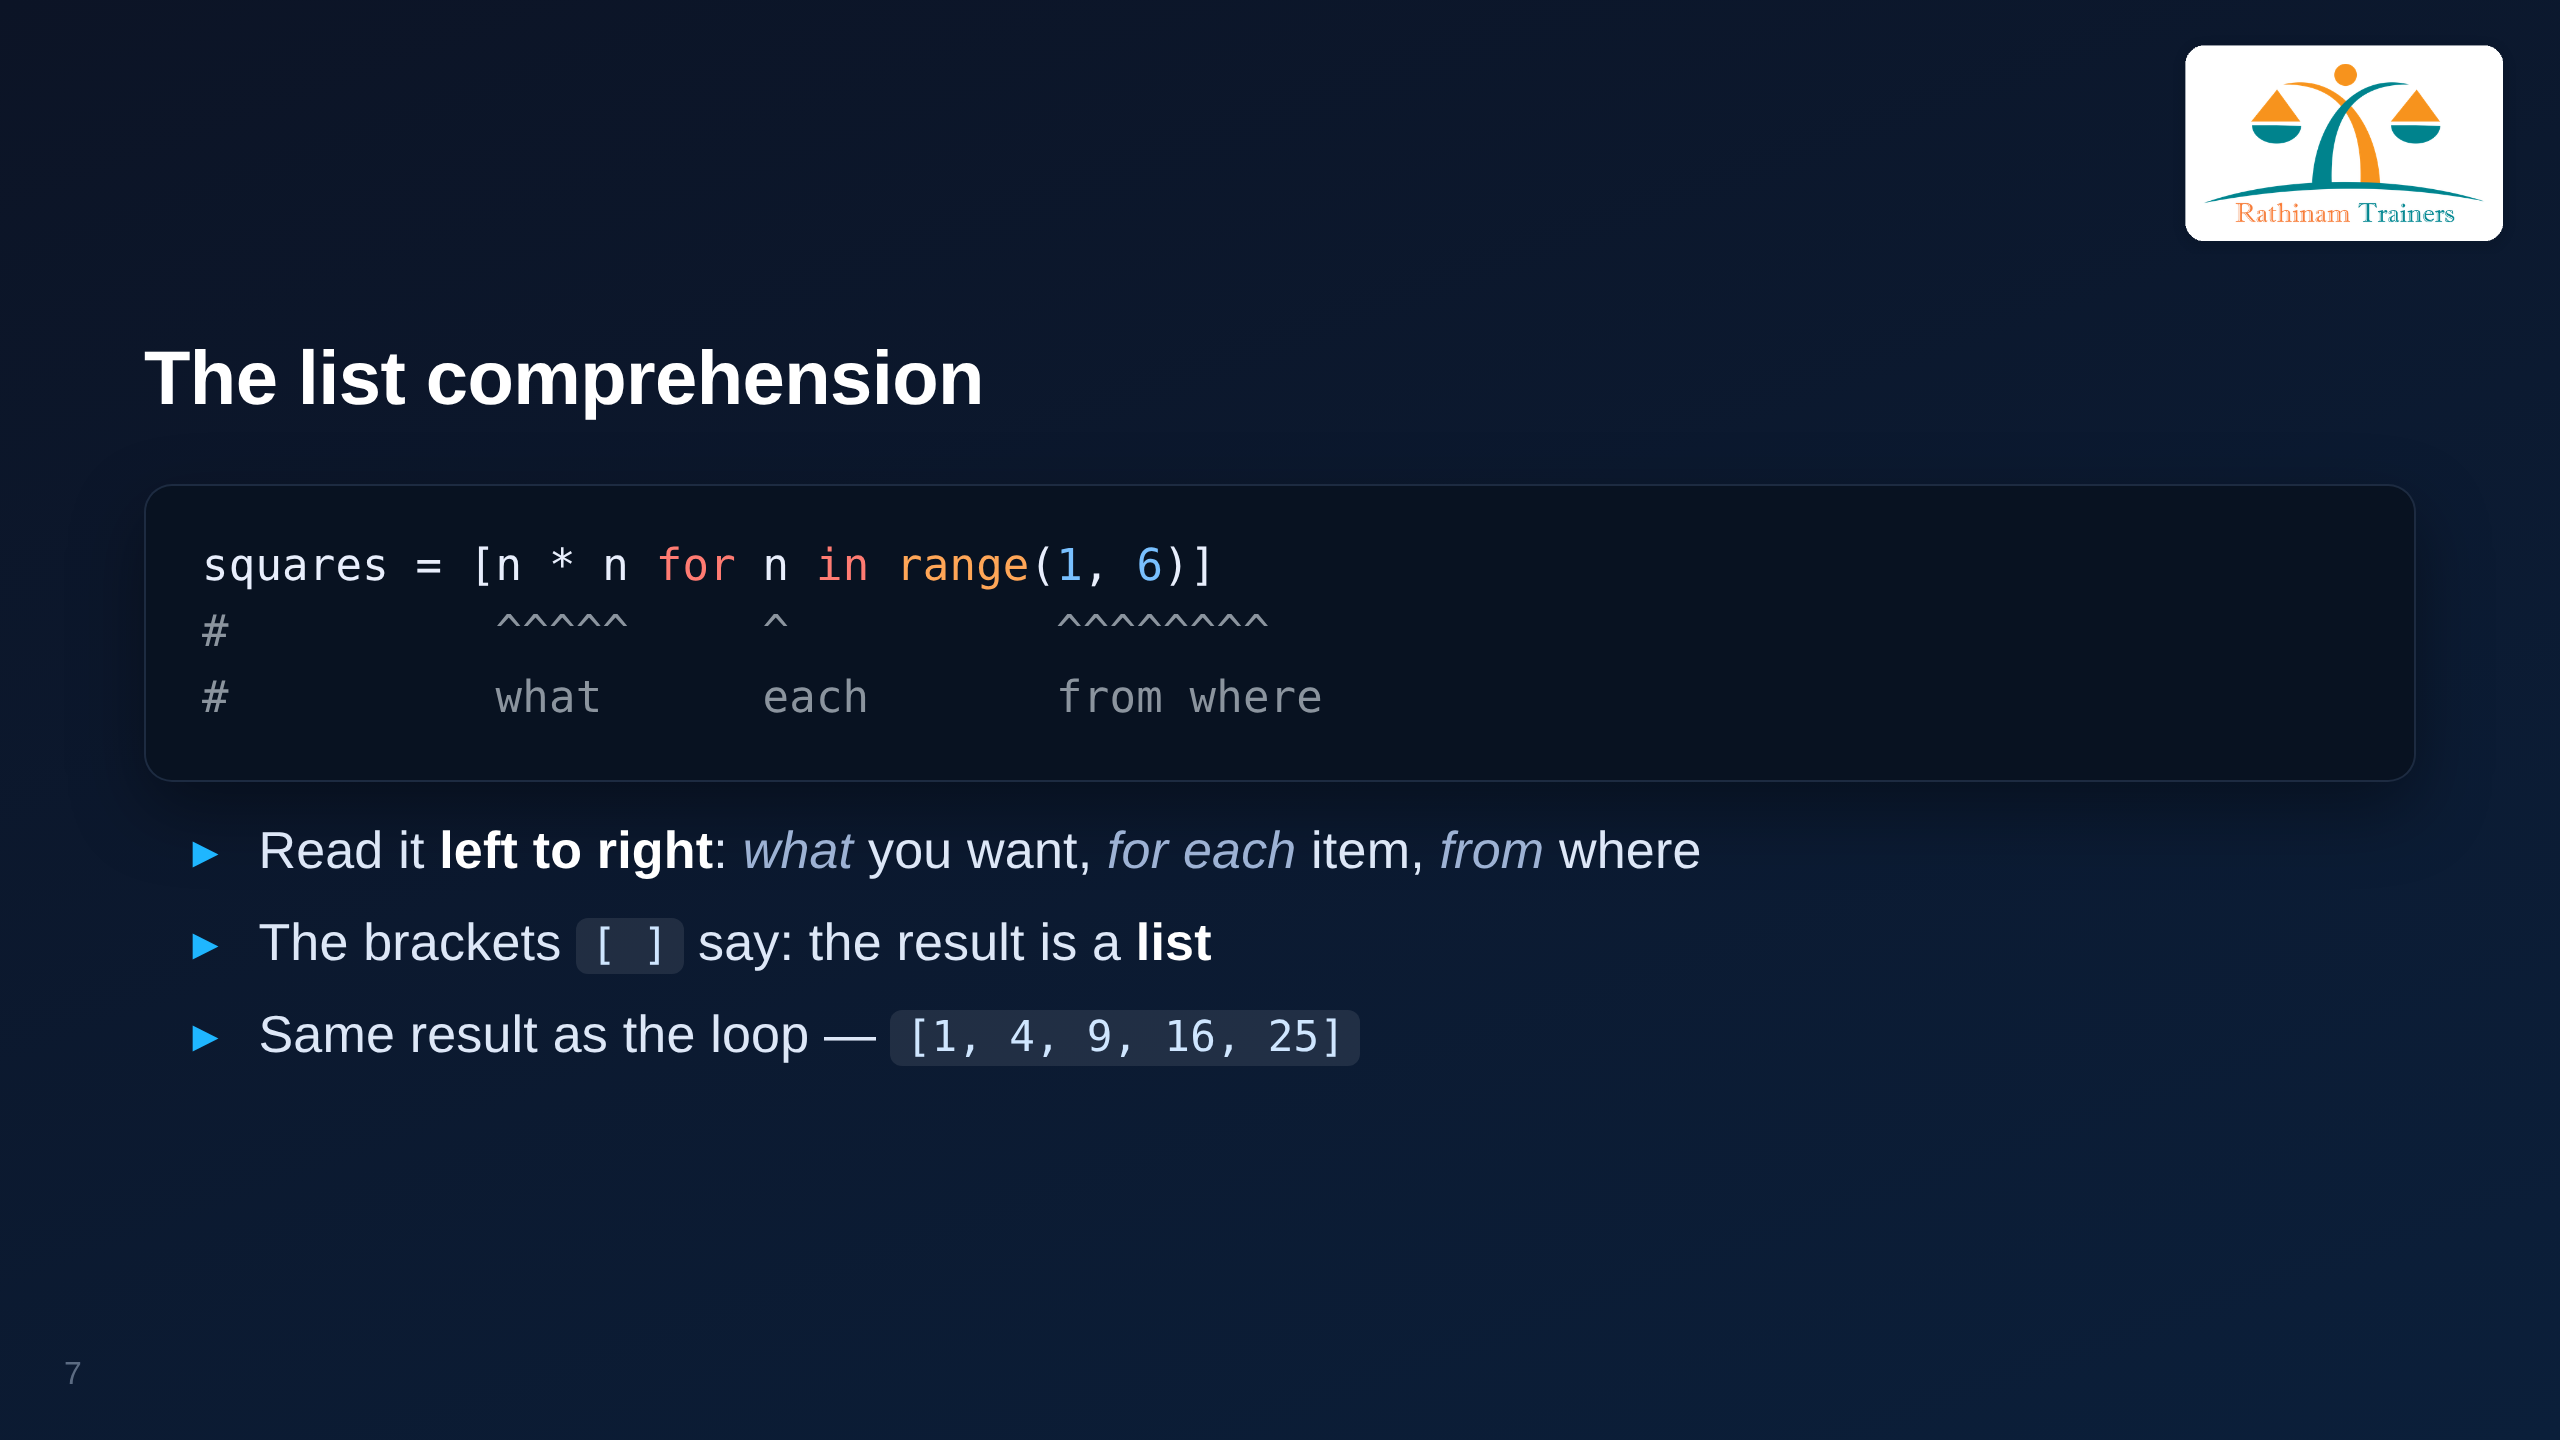 Rathinam Trainers
The list comprehension
squares = [n * n for n in range(1, 6)]
#          ^^^^^     ^          ^^^^^^^^
#          what      each       from where
► Read it left to right: what you want, for each item, from where
► The brackets [ ] say: the result is a list
► Same result as the loop — [1, 4, 9, 16, 25]
7